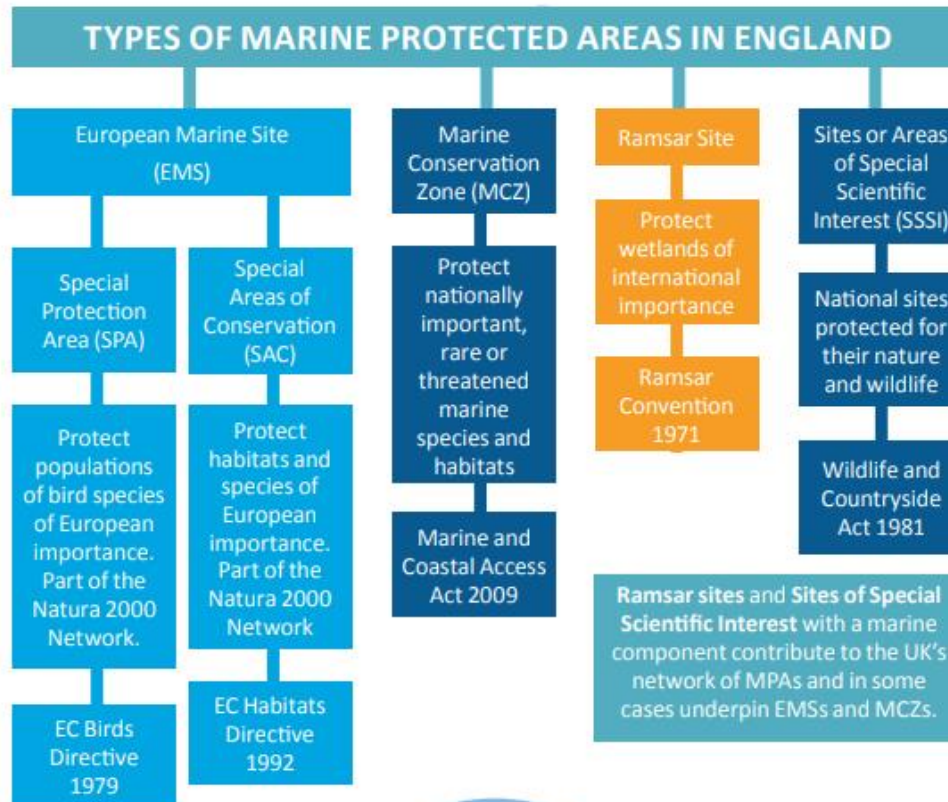 TYPES OF MARINE PROTECTED AREAS IN ENGLAND
European Marine Site
(EMS)
Special
Protection
Area (SPA)
Protect
populations
of bird species
of European
importance.
Part of the
Natura 2000
Network.
EC Birds
Directive
1979
Special
Areas of
Conservation
(SAC)
Protect
habitats and
species of
European
importance.
Part of the
Natura 2000
Network
EC Habitats
Directive
1992
Marine
Conservation
Zone (MCZ)
Protect
nationally
important,
rare or
threatened
marine
species and
habitats
Marine and
Coastal Access
Act 2009
Ramsar Site
Protect
wetlands of
international
importance
Ramsar
Convention
1971
Sites or Areas
of Special
Scientific
Interest (SSSI)
National sites
protected for
their nature
and wildlife
Wildlife and
Countryside
Act 1981
Ramsar sites and Sites of Special
Scientific Interest with a marine
component contribute to the UK's
network of MPAs and in some
cases underpin EMSs and MCZs.